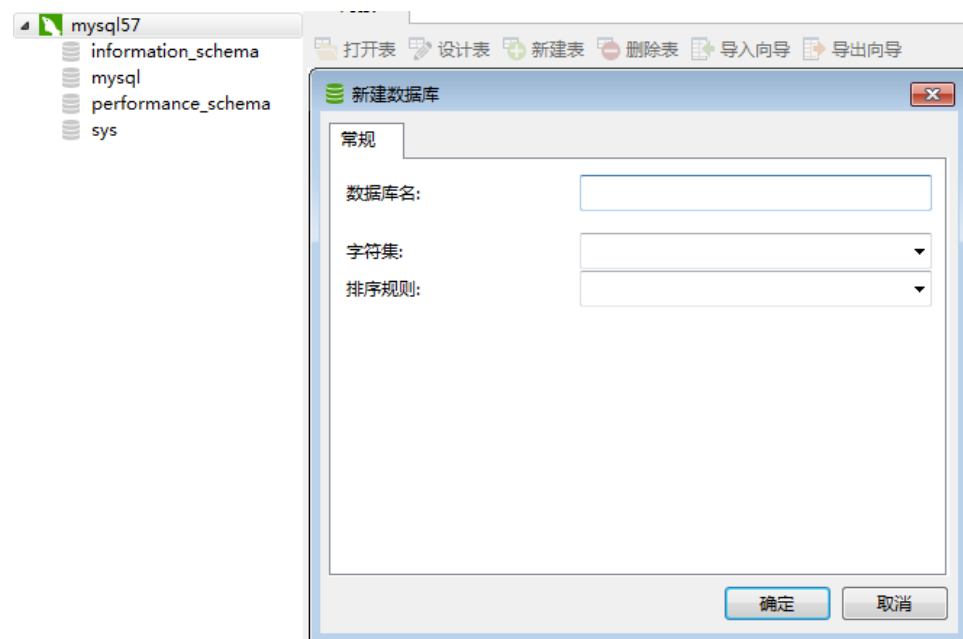 mysql57
information_schema
mysql
performance_schema
sys
打开表 设计表 新建表 删除表 导入向导 导出向导
新建数据库
常规
数据库名:
字符集:
排序规则:
确定 取消